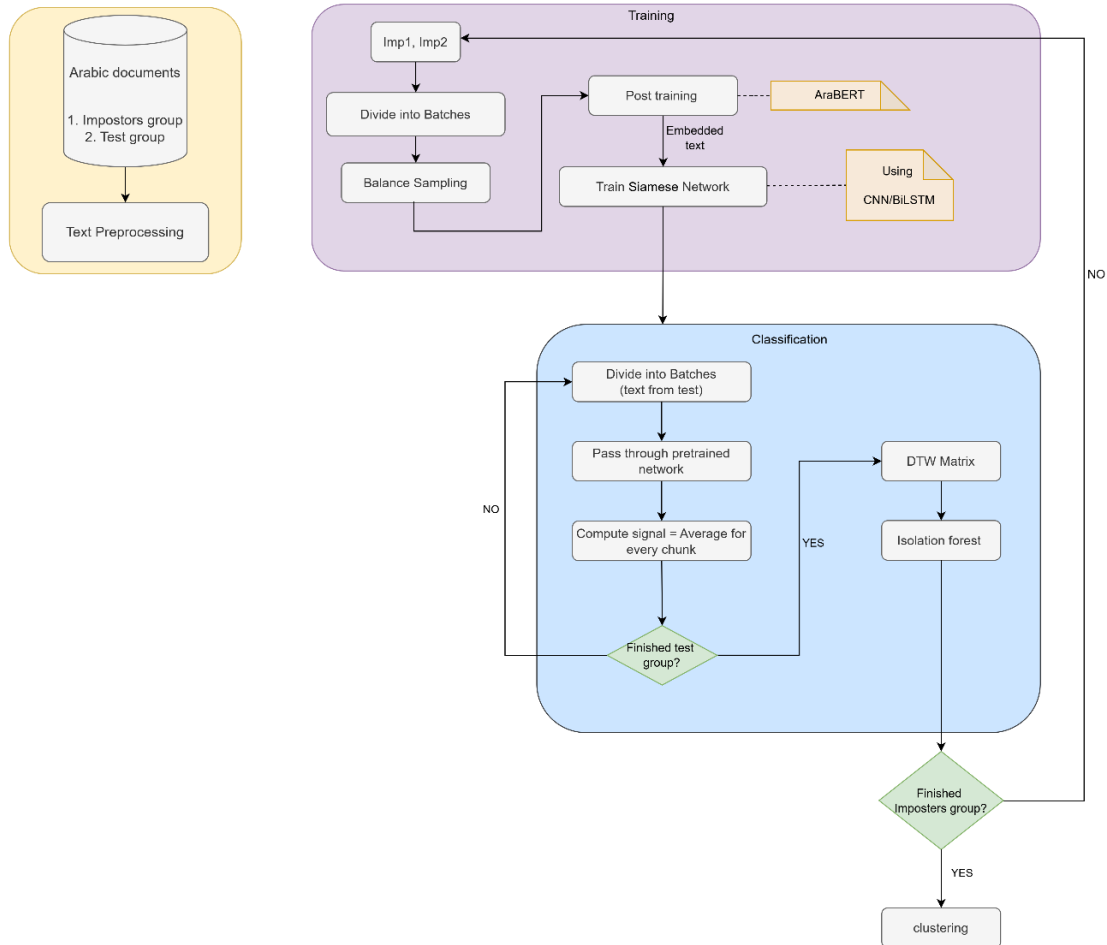 Arabic documents
1. Impostors group
2. Test group
Text Preprocessing
Training
Imp1, Imp2
Divide into Batches
Balance Sampling
Post training
AraBERT
Embedded
text
Train Siamese Network
Using
CNN/BiLSTM
Classification
Divide into Batches
(text from test)
Pass through pretrained
network
Compute signal = Average for
every chunk
Finished test
group?
NO
YES
DTW Matrix
Isolation forest
Finished
Imposters group?
NO
YES
clustering